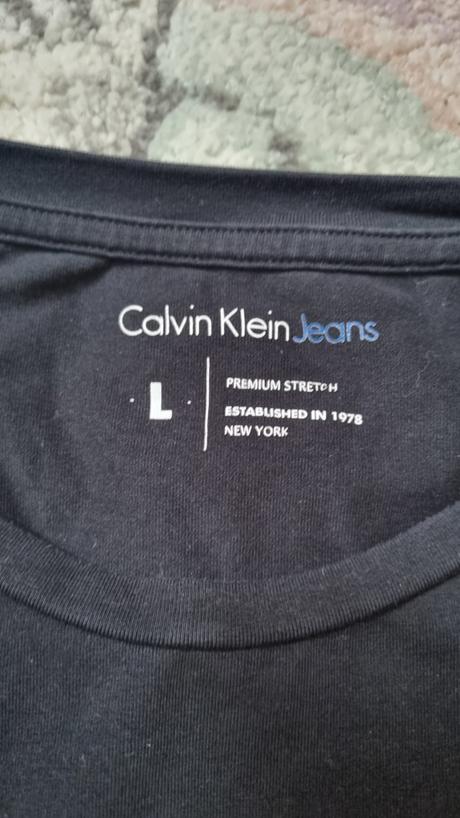 Calvin Klein Jeans
L
PREMIUM STRETCH
ESTABLISHED IN 1978
NEW YORK